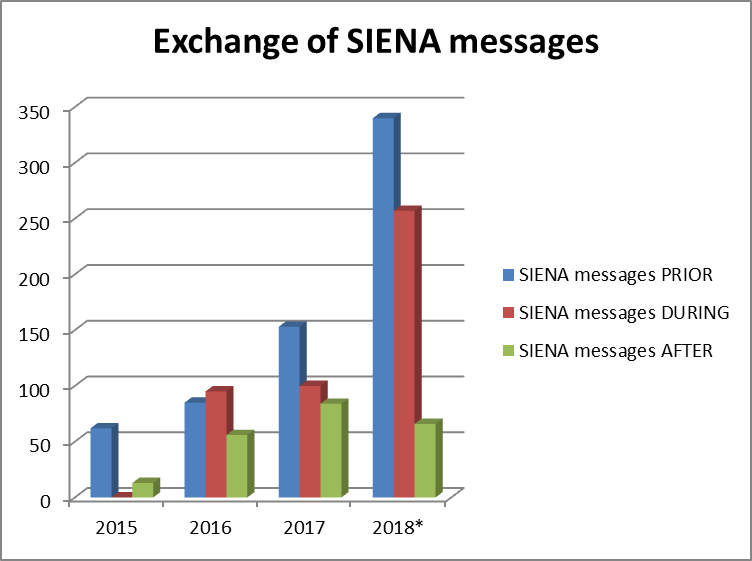 Exchange of SIENA messages
350
300
250
200
150
100
50
0
2015 2016 2017 2018*
SIENA messages PRIOR
SIENA messages DURING
SIENA messages AFTER